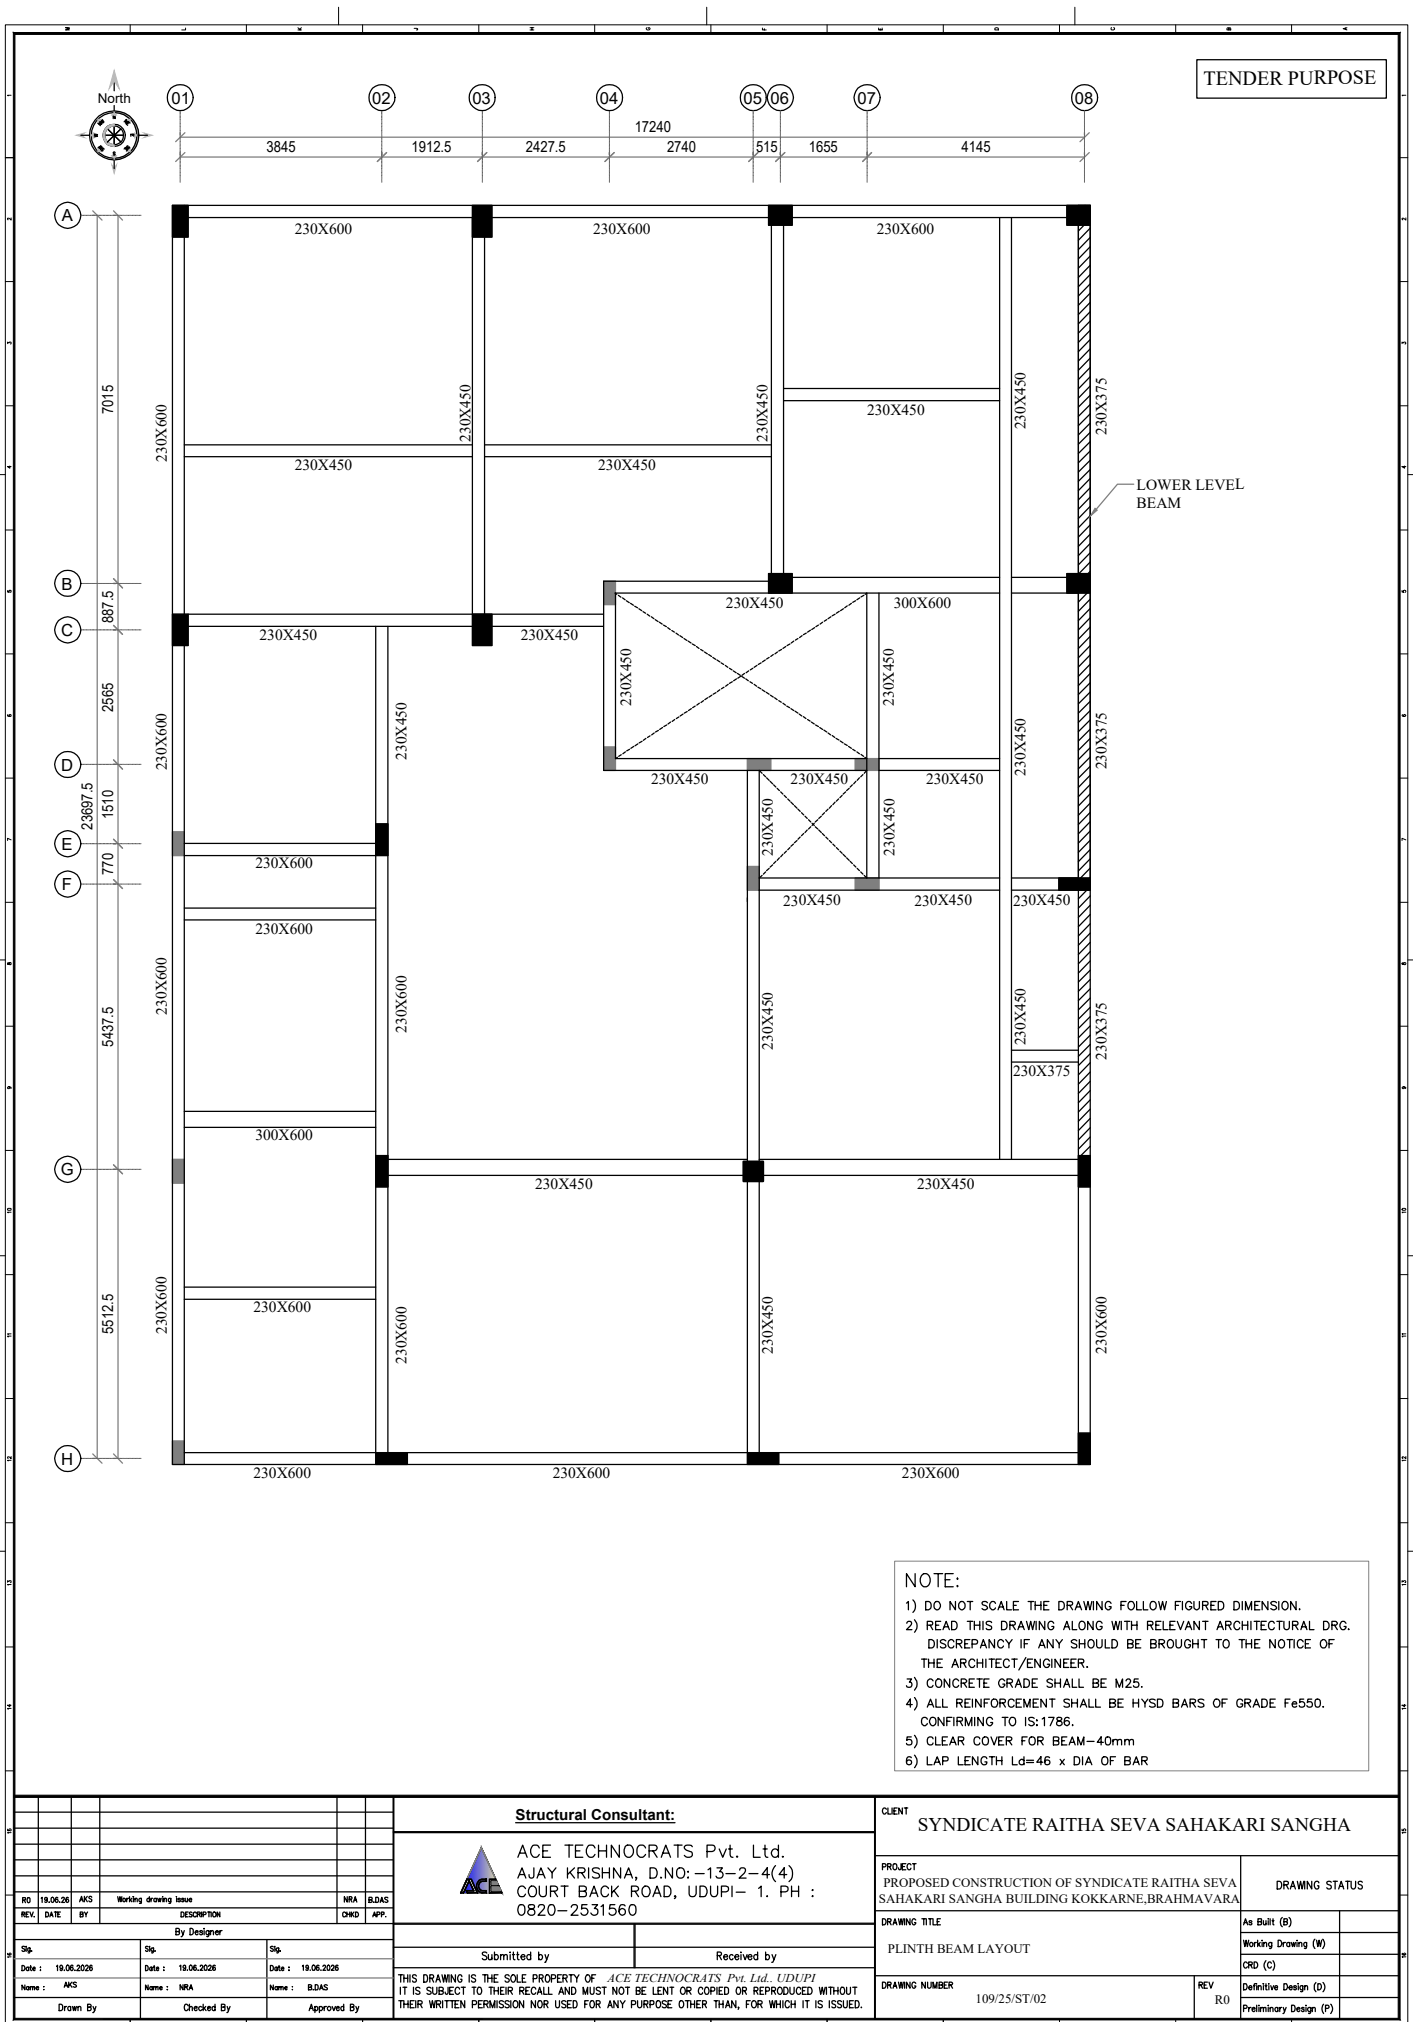 TENDER PURPOSE
North
01 02 03 04 05 06 07 08
17240
3845 1912.5 2427.5 2740 515 1655 4145
A
230X600 230X600 230X600
7015
230X600 230X450 230X450 230X450 230X375
230X450
230X450 230X450
LOWER LEVEL
BEAM
B
887.5
230X450 300X600
C
230X450 230X450
2565
230X600 230X450 230X450 230X450 230X450 230X375
D
230X450 230X450 230X450
23697.5
1510
230X450 230X450
E
230X600
770
F
230X450 230X450 230X450
230X600
5437.5
230X600 230X600 230X450 230X450 230X375
230X375
300X600
G
230X450 230X450
5512.5
230X600 230X600 230X450 230X600
230X600
H
230X600 230X600 230X600
NOTE:
1) DO NOT SCALE THE DRAWING FOLLOW FIGURED DIMENSION.
2) READ THIS DRAWING ALONG WITH RELEVANT ARCHITECTURAL DRG.
DISCREPANCY IF ANY SHOULD BE BROUGHT TO THE NOTICE OF
THE ARCHITECT/ENGINEER.
3) CONCRETE GRADE SHALL BE M25.
4) ALL REINFORCEMENT SHALL BE HYSD BARS OF GRADE Fe550.
CONFIRMING TO IS:1786.
5) CLEAR COVER FOR BEAM-40mm
6) LAP LENGTH Ld=46 x DIA OF BAR
R0 19.06.26 AKS Working drawing issue NRA B.DAS
REV. DATE BY DESCRIPTION CHKD APP.
By Designer
Sig. Sig. Sig.
Date : 19.06.2026 Date : 19.06.2026 Date : 19.06.2026
Name : AKS Name : NRA Name : B.DAS
Drawn By Checked By Approved By
Structural Consultant:
ACE
ACE TECHNOCRATS Pvt. Ltd.
AJAY KRISHNA, D.NO:-13-2-4(4)
COURT BACK ROAD, UDUPI- 1. PH :
0820-2531560
Submitted by Received by
THIS DRAWING IS THE SOLE PROPERTY OF ACE TECHNOCRATS Pvt. Ltd.. UDUPI
IT IS SUBJECT TO THEIR RECALL AND MUST NOT BE LENT OR COPIED OR REPRODUCED WITHOUT
THEIR WRITTEN PERMISSION NOR USED FOR ANY PURPOSE OTHER THAN, FOR WHICH IT IS ISSUED.
CLIENT
SYNDICATE RAITHA SEVA SAHAKARI SANGHA
PROJECT
PROPOSED CONSTRUCTION OF SYNDICATE RAITHA SEVA
SAHAKARI SANGHA BUILDING KOKKARNE,BRAHMAVARA
DRAWING TITLE
PLINTH BEAM LAYOUT
DRAWING NUMBER
109/25/ST/02
REV
R0
DRAWING STATUS
As Built (B)
Working Drawing (W)
CRD (C)
Definitive Design (D)
Preliminary Design (P)